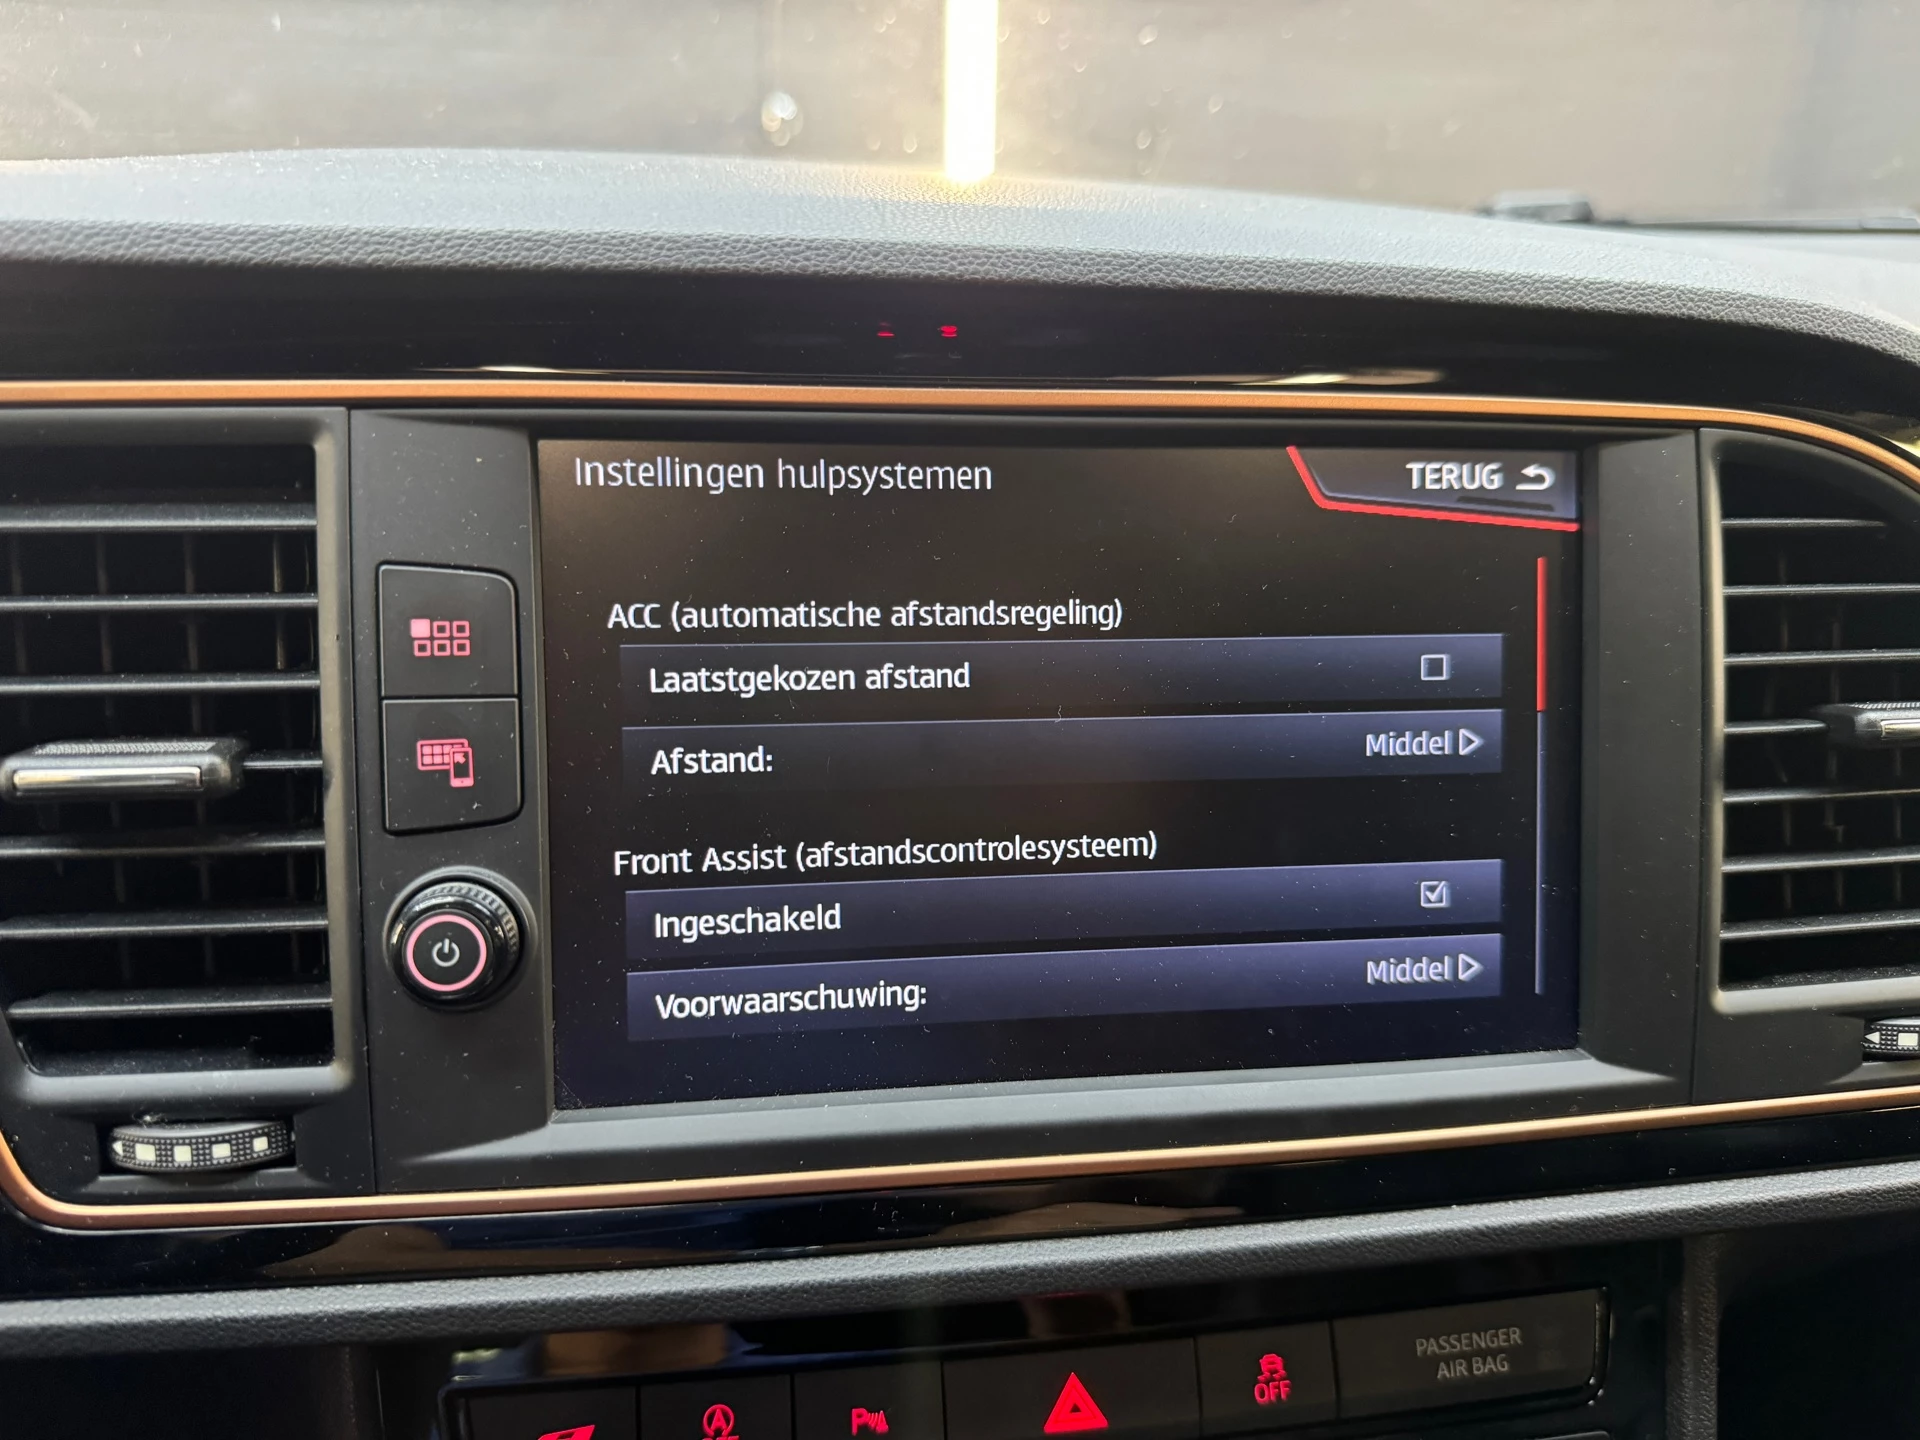 Instellingen hulpsystemen
TERUG
ACC (automatische afstandsregeling)
Laatstgekozen afstand
Afstand:
Middel
Front Assist (afstandscontrolesysteem)
Ingeschakeld
Voorwaarschuwing:
Middel
PASSENGER
AIR BAG
OFF
A
P